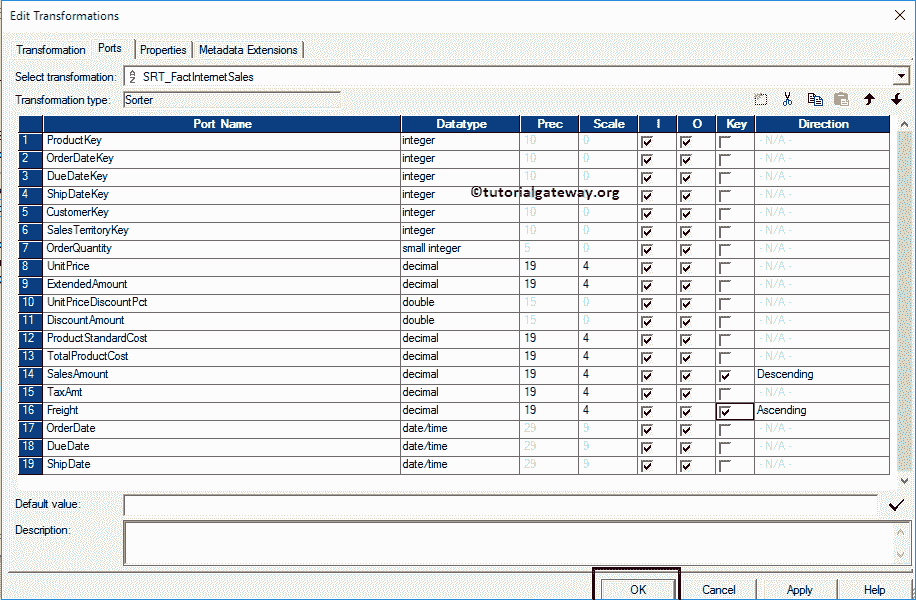 Edit Transformations
Transformation Ports Properties Metadata Extensions
Select transformation: SRT_FactInternetSales
Transformation type: Sorter
Port Name Datatype Prec Scale I O Key Direction
1 ProductKey integer 10 0 - N/A -
2 OrderDateKey integer 10 0 - N/A -
3 DueDateKey integer 10 0 - N/A -
4 ShipDateKey integer 10 0 - N/A -
©tutorialgateway.org
5 CustomerKey integer 10 0 - N/A -
6 SalesTerritoryKey integer 10 0 - N/A -
7 OrderQuantity small integer 5 0 - N/A -
8 UnitPrice decimal 19 4 - N/A -
9 ExtendedAmount decimal 19 4 - N/A -
10 UnitPriceDiscountPct double 15 0 - N/A -
11 DiscountAmount double 15 0 - N/A -
12 ProductStandardCost decimal 19 4 - N/A -
13 TotalProductCost decimal 19 4 - N/A -
14 SalesAmount decimal 19 4 Descending
15 TaxAmt decimal 19 4 - N/A -
16 Freight decimal 19 4 Ascending
17 OrderDate date/time 29 9 - N/A -
18 DueDate date/time 29 9 - N/A -
19 ShipDate date/time 29 9 - N/A -
Default value:
Description:
OK Cancel Apply Help